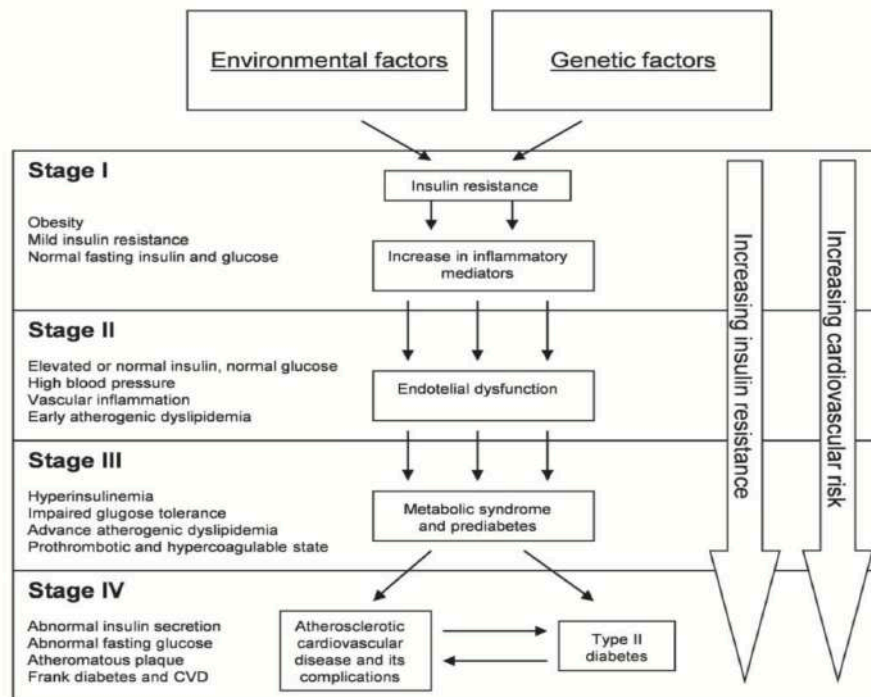 Environmental factors
Genetic factors
Stage I
Obesity
Mild insulin resistance
Normal fasting insulin and glucose
Insulin resistance
Increase in inflammatory
mediators
Stage II
Elevated or normal insulin, normal glucose
High blood pressure
Vascular inflammation
Early atherogenic dyslipidemia
Endotelial dysfunction
Stage III
Hyperinsulinemia
Impaired glugose tolerance
Advance atherogenic dyslipidemia
Prothrombotic and hypercoagulable state
Metabolic syndrome
and prediabetes
Stage IV
Abnormal insulin secretion
Abnormal fasting glucose
Atheromatous plaque
Frank diabetes and CVD
Atherosclerotic
cardiovascular
disease and its
complications
Type II
diabetes
Increasing insulin
resistance
Increasing cardiovascular
risk